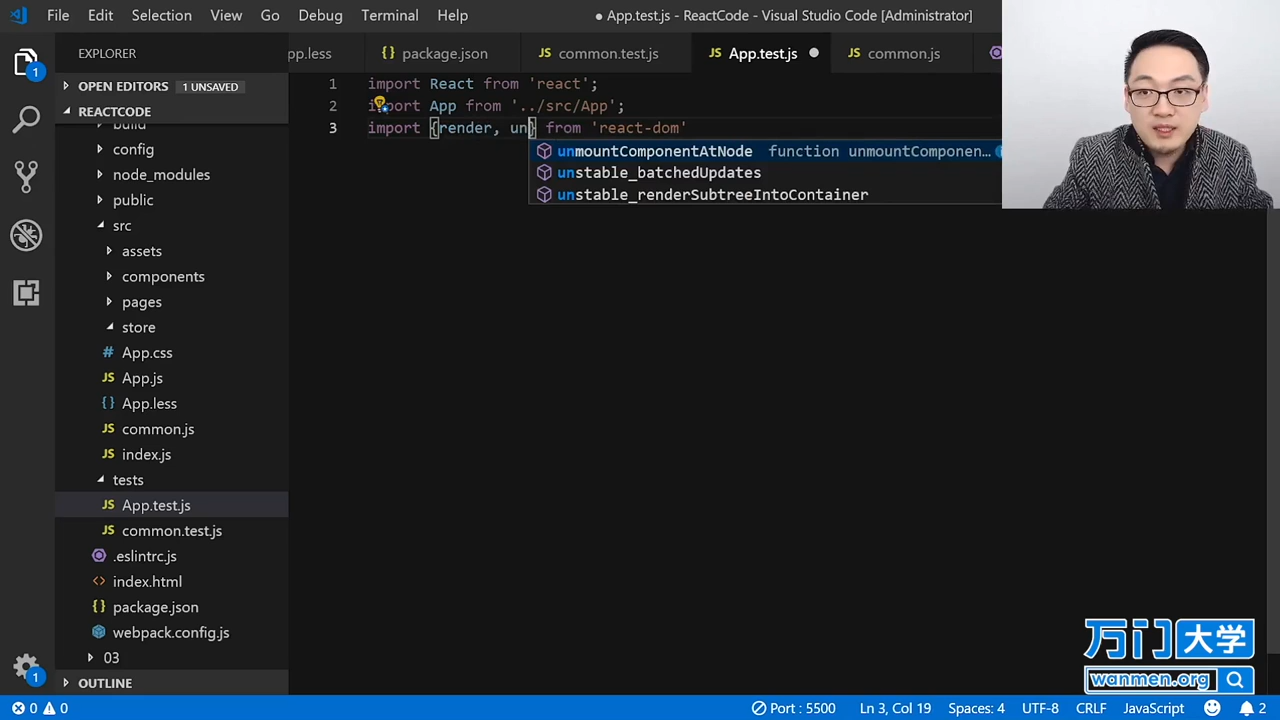 File Edit Selection View Go Debug Terminal Help ● App.test.js - ReactCode - Visual Studio Code [Administrator]
EXPLORER
pp.less package.json common.test.js App.test.js common.js
OPEN EDITORS 1 UNSAVED
REACTCODE
build
config
node_modules
public
src
assets
components
pages
store
App.css
App.js
App.less
common.js
index.js
tests
App.test.js
common.test.js
.eslintrc.js
index.html
package.json
webpack.config.js
03
OUTLINE
1 import React from 'react';
2 import App from '../src/App';
3 import {render, un} from 'react-dom'
unmountComponentAtNode function unmountComponen…
unstable_batchedUpdates
unstable_renderSubtreeIntoContainer
万门大学
wanmen.org
0 0 Port : 5500 Ln 3, Col 19 Spaces: 4 UTF-8 CRLF JavaScript 2